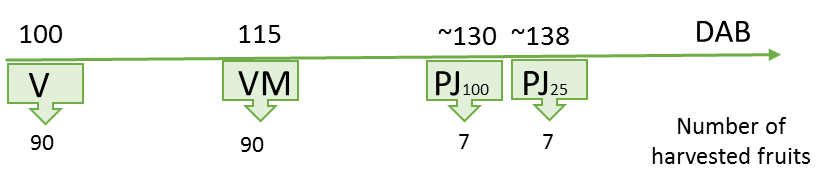 100 115 ~130 ~138 DAB
V VM PJ100 PJ25
90 90 7 7 Number of
harvested fruits